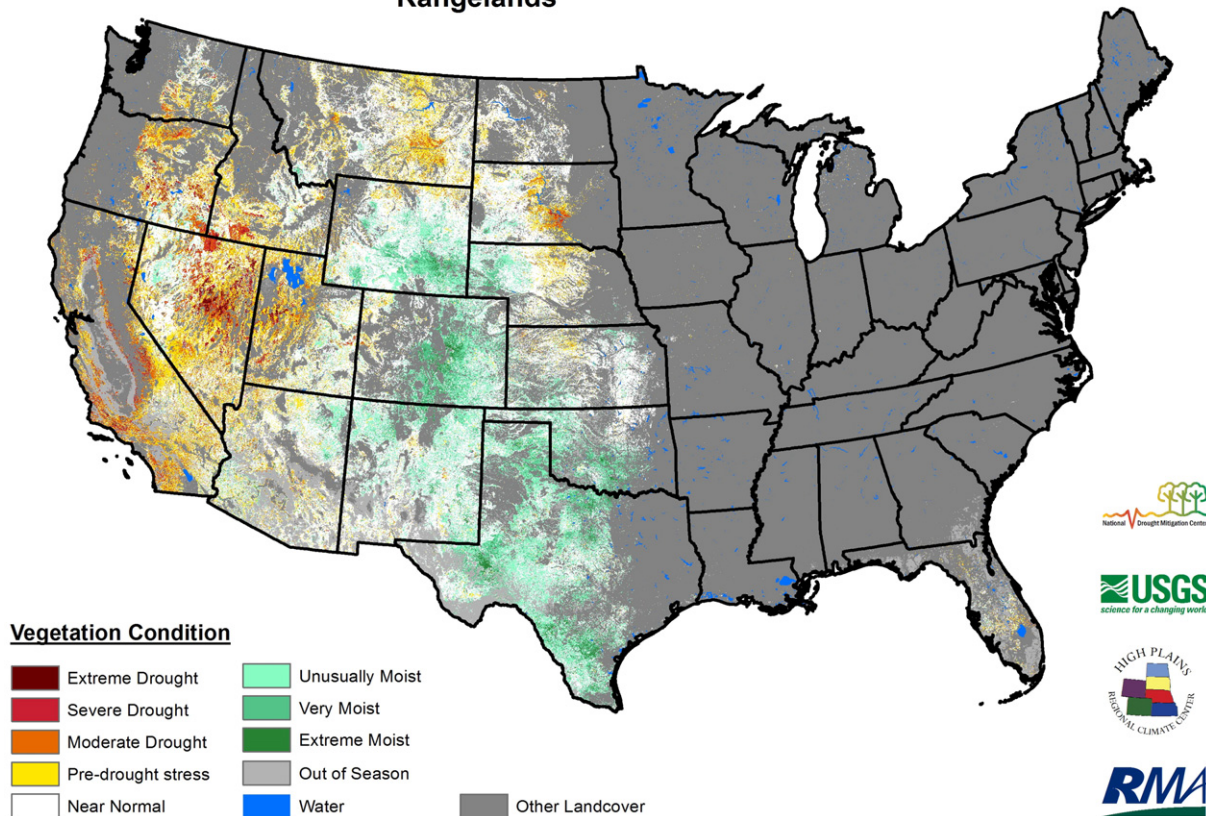 Rangelands
National Drought Mitigation Center
USGS
science for a changing world
HIGH PLAINS
REGIONAL CLIMATE CENTER
RMA
Vegetation Condition
Extreme Drought
Severe Drought
Moderate Drought
Pre-drought stress
Near Normal
Unusually Moist
Very Moist
Extreme Moist
Out of Season
Water
Other Landcover